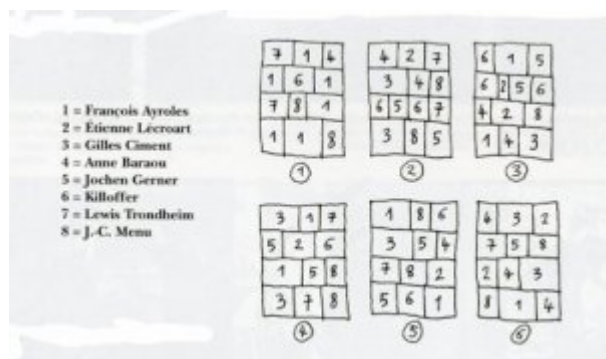 1 = François Ayroles
2 = Étienne Lécroart
3 = Gilles Ciment
4 = Anne Baraou
5 = Jochen Gerner
6 = Killoffer
7 = Lewis Trondheim
8 = J.-C. Menu
7 1 4
1 6 1
7 8 1
1 1 8
1
4 2 7
3 4 8
6 5 6 7
3 8 5
2
6 1 5
6 2 5 6
4 2 8
1 4 3
3
3 1 7
5 2 6
1 5 8
3 7 8
4
1 8 6
3 5 4
7 8 2
5 6 1
5
4 3 2
7 5 8
2 4 3
8 1 4
6